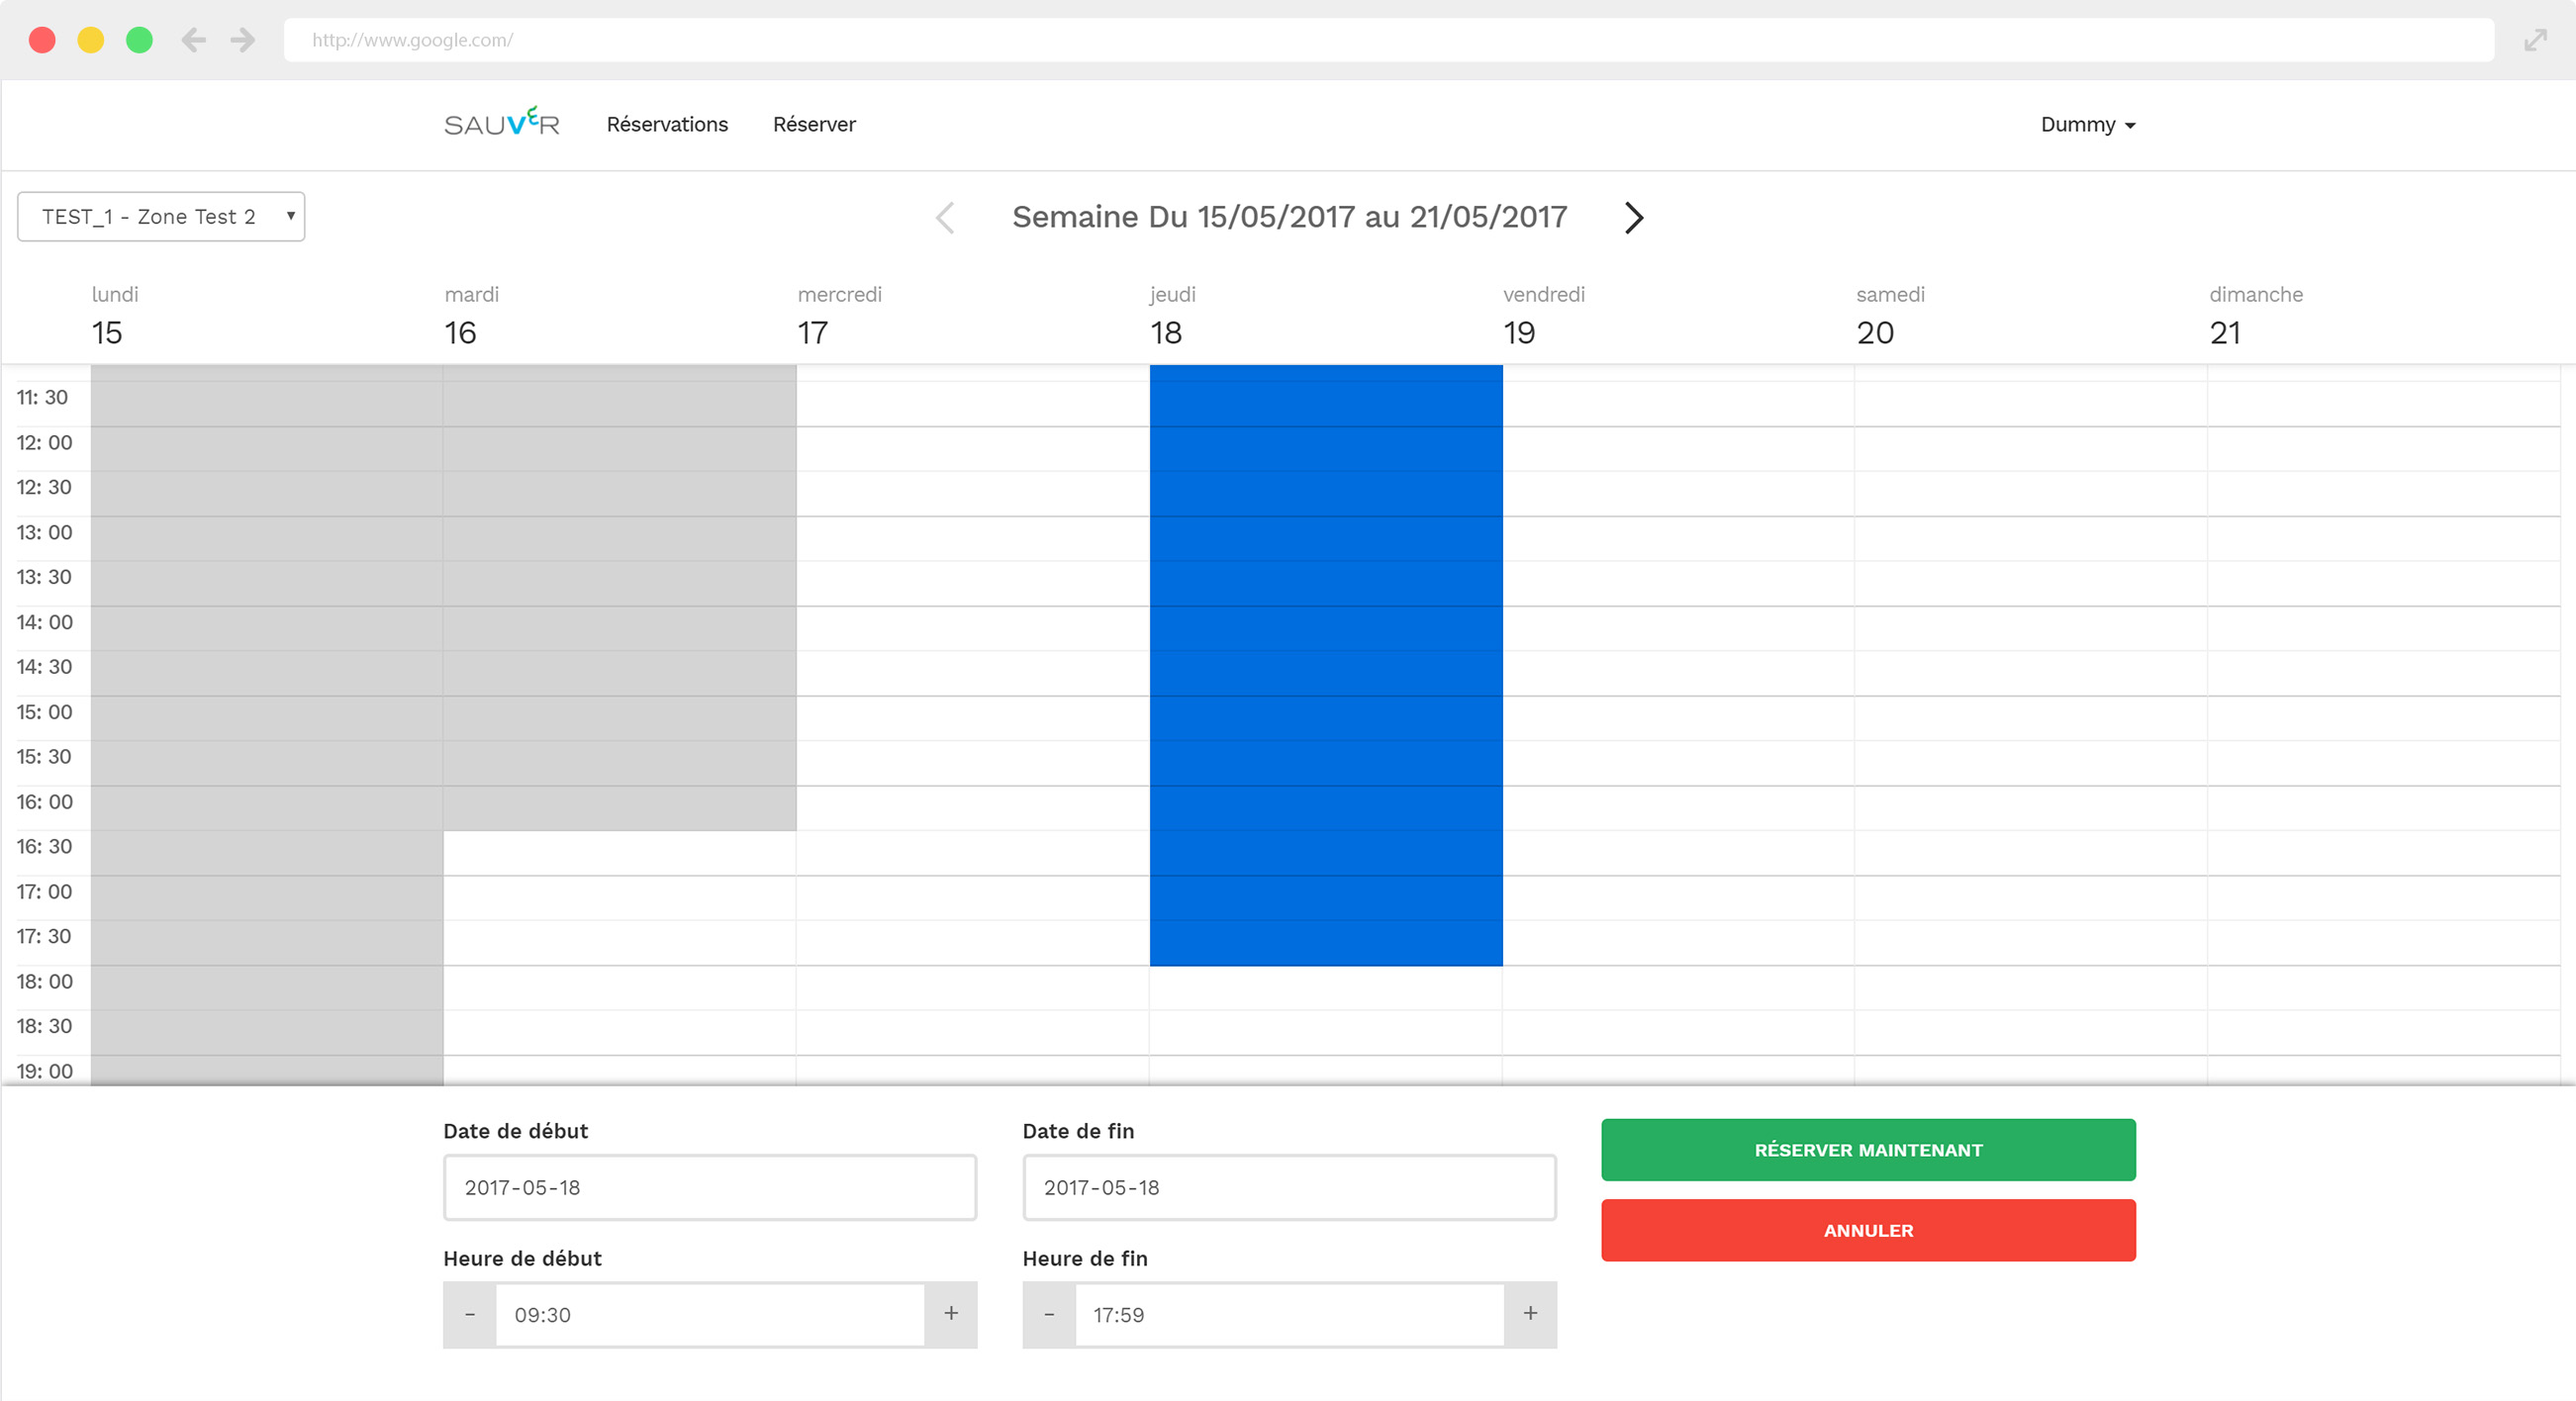 http://www.google.com/
SAUVER Réservations Réserver Dummy
TEST_1 - Zone Test 2
Semaine Du 15/05/2017 au 21/05/2017
lundi mardi mercredi jeudi vendredi samedi dimanche
15 16 17 18 19 20 21
11: 30
12: 00
12: 30
13: 00
13: 30
14: 00
14: 30
15: 00
15: 30
16: 00
16: 30
17: 00
17: 30
18: 00
18: 30
19: 00
Date de début Date de fin
2017-05-18 2017-05-18
RÉSERVER MAINTENANT
ANNULER
Heure de début Heure de fin
- 09:30 + - 17:59 +